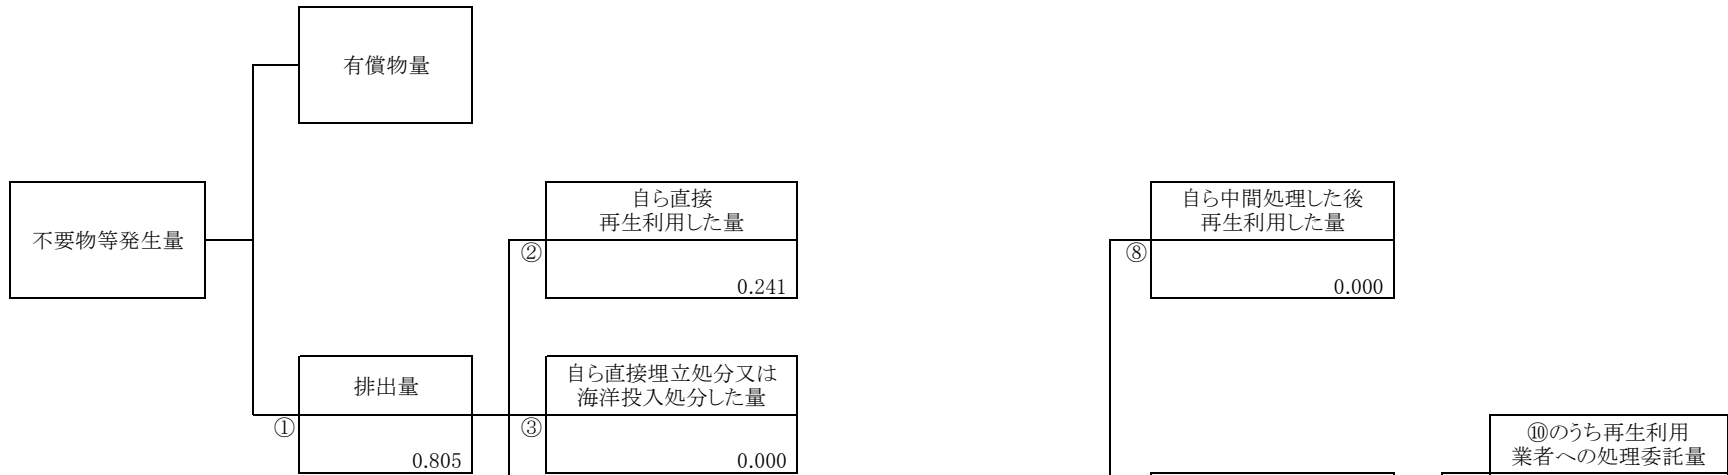 有償物量
不要物等発生量
自ら直接
再生利用した量
②
0.241
自ら中間処理した後
再生利用した量
⑧
0.000
排出量
①
0.805
自ら直接埋立処分又は
海洋投入処分した量
③
0.000
⑩のうち再生利用
業者への処理委託量